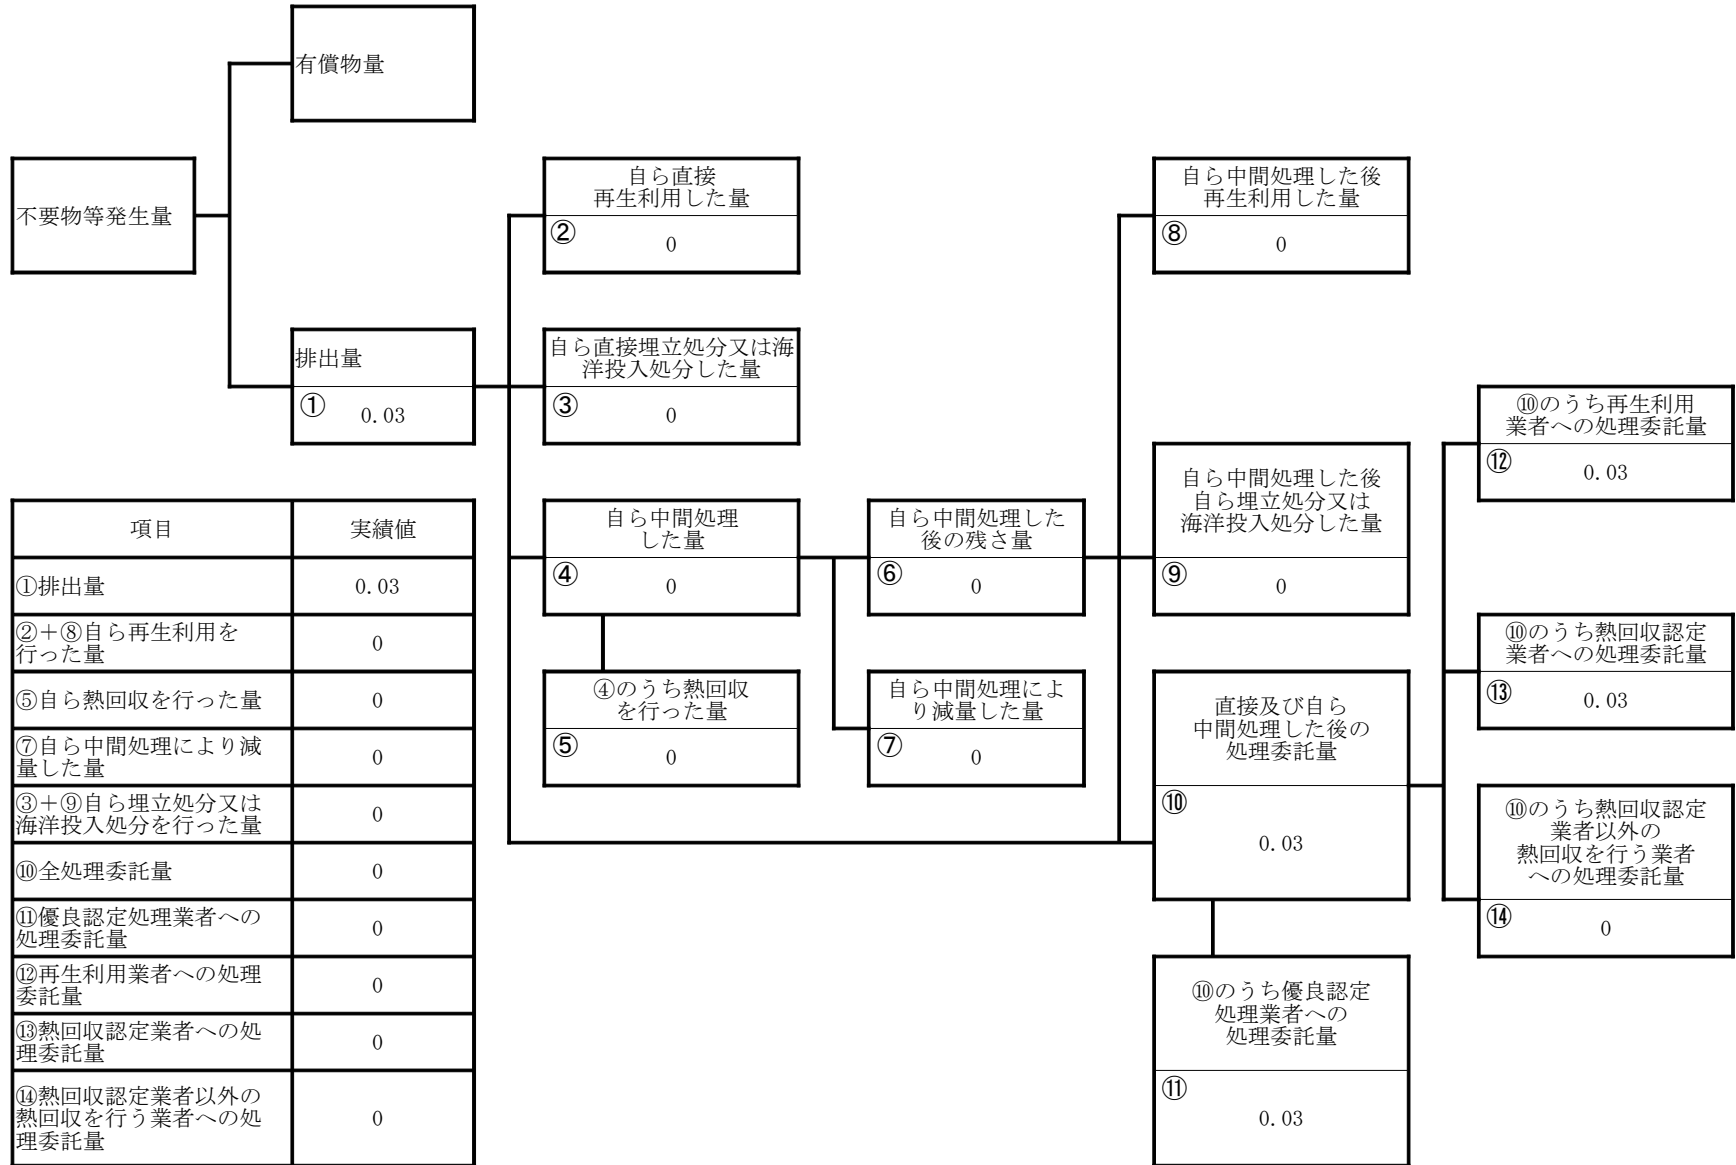 有償物量
不要物等発生量
自ら直接
再生利用した量
②
0
自ら中間処理した後
再生利用した量
⑧
0
排出量
①
0.03
自ら直接埋立処分又は海
洋投入処分した量
③
0
⑩のうち再生利用
業者への処理委託量
⑫
0.03
自ら中間処理
した量
④
0
自ら中間処理した
後の残さ量
⑥
0
自ら中間処理した後
自ら埋立処分又は
海洋投入処分した量
⑨
0
⑩のうち熱回収認定
業者への処理委託量
⑬
0.03
④のうち熱回収
を行った量
⑤
0
自ら中間処理によ
り減量した量
⑦
0
直接及び自ら
中間処理した後の
処理委託量
⑩
0.03
⑩のうち熱回収認定
業者以外の
熱回収を行う業者
への処理委託量
⑭
0
⑩のうち優良認定
処理業者への
処理委託量
⑪
0.03
項目 実績値
①排出量 0.03
②+⑧自ら再生利用を
行った量
0
⑤自ら熱回収を行った量 0
⑦自ら中間処理により減
量した量
0
③+⑨自ら埋立処分又は
海洋投入処分を行った量
0
⑩全処理委託量 0
⑪優良認定処理業者への
処理委託量
0
⑫再生利用業者への処理
委託量
0
⑬熱回収認定業者への処
理委託量
0
⑭熱回収認定業者以外の
熱回収を行う業者への処
理委託量
0